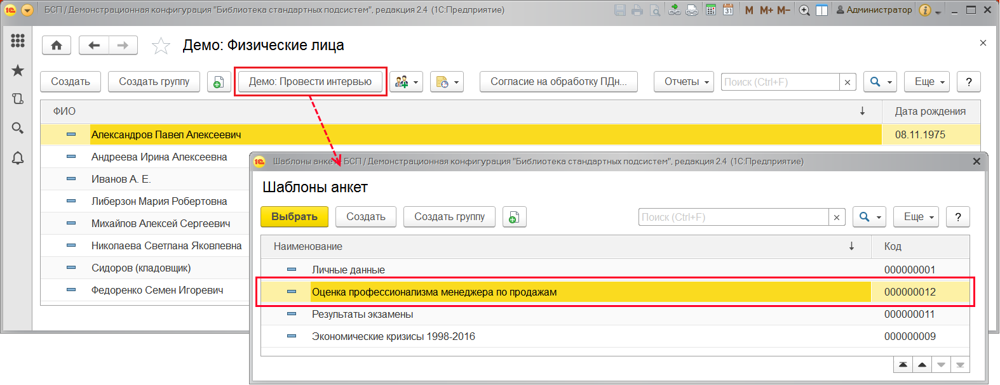 БСП / Демонстрационная конфигурация "Библиотека стандартных подсистем", редакция 2.4 (1С:Предприятие)
31 M M+ M− Администратор
Демо: Физические лица
Создать Создать группу Демо: Провести интервью Согласие на обработку ПДн... Отчеты Поиск (Ctrl+F) × Еще ?
ФИО Дата рождения
Александров Павел Алексеевич 08.11.1975
Андреева Ирина Алексеевна
Иванов А. Е.
Либерзон Мария Робертовна
Михайлов Алексей Сергеевич
Николаева Светлана Яковлевна
Сидоров (кладовщик)
Федоренко Семен Игоревич
Шаблоны анкет - БСП / Демонстрационная конфигурация "Библиотека стандартных подсистем", редакция 2.4 (1С:Предприятие)
Шаблоны анкет
Выбрать Создать Создать группу Поиск (Ctrl+F) × Еще ?
Наименование Код
Личные данные 000000001
Оценка профессионализма менеджера по продажам 000000012
Результаты экзамены 000000011
Экономические кризисы 1998-2016 000000009